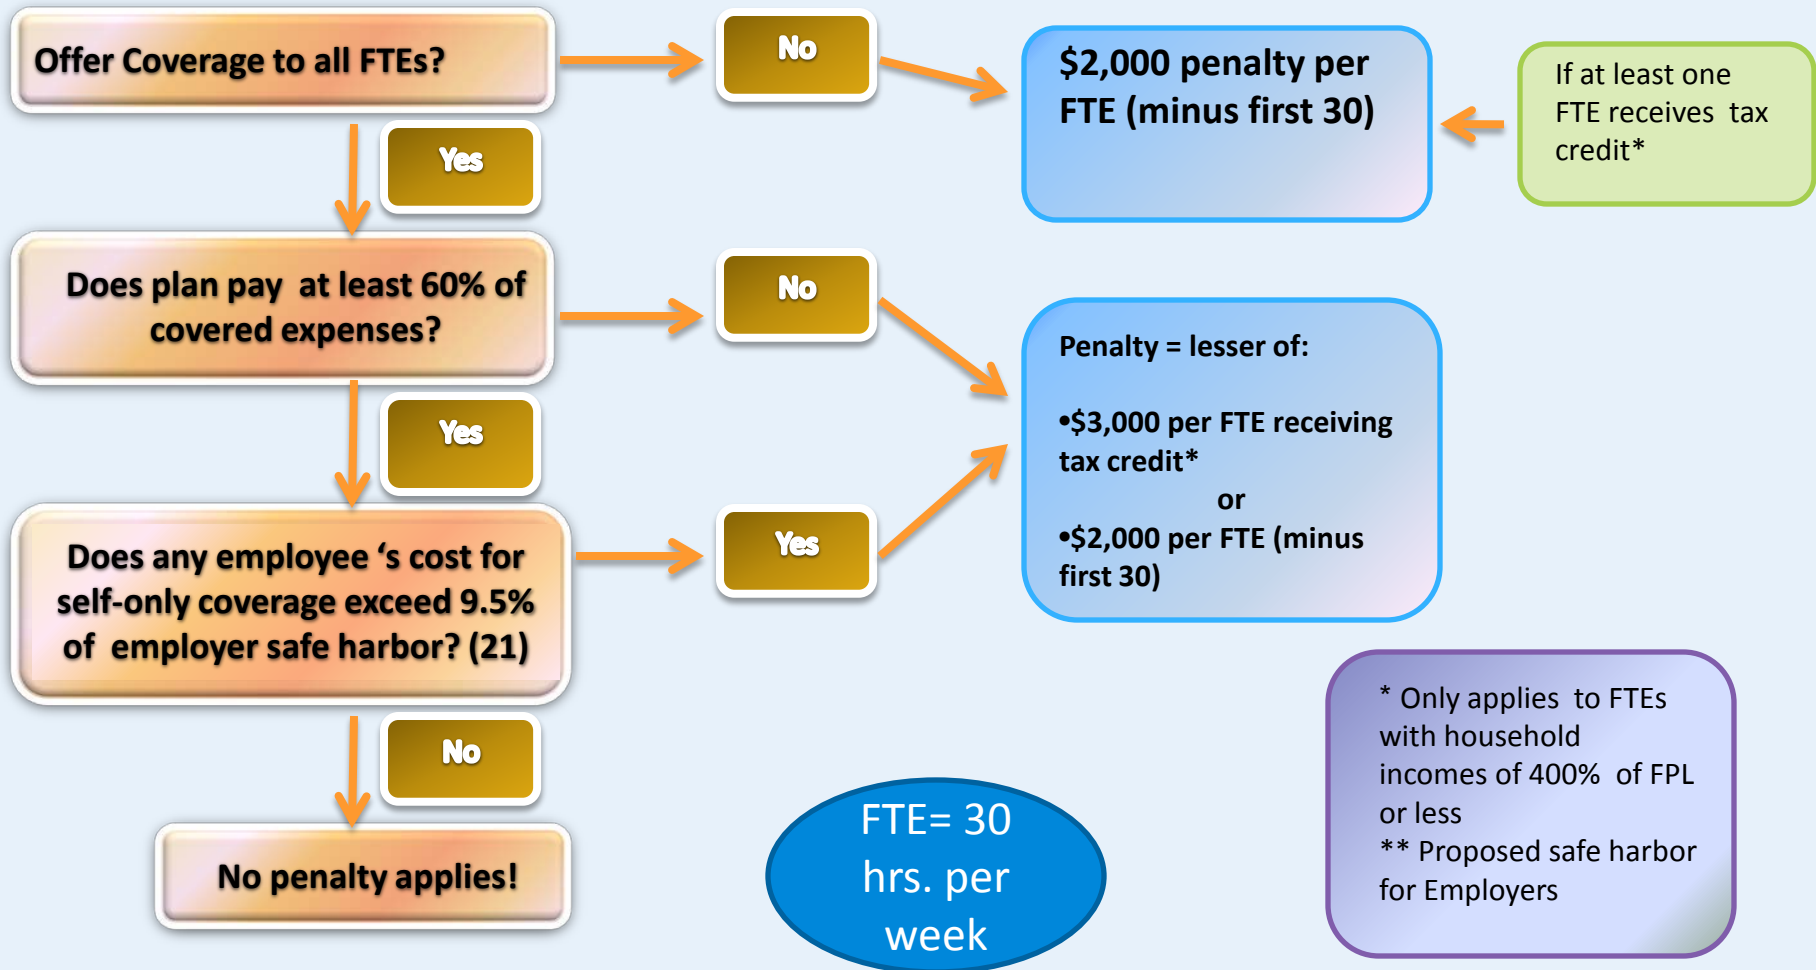 Offer Coverage to all FTEs?
No
$2,000 penalty per
FTE (minus first 30)
If at least one
FTE receives  tax
credit*
Yes
Does plan pay  at least 60% of
covered expenses?
No
Penalty = lesser of:
•$3,000 per FTE receiving
tax credit*
or
•$2,000 per FTE (minus
first 30)
Yes
Does any employee ‘s cost for
self-only coverage exceed 9.5%
of  employer safe harbor? (21)
Yes
No
No penalty applies!
FTE= 30
hrs. per
week
* Only applies  to FTEs
with household
incomes of 400%  of FPL
or less
** Proposed safe harbor
for Employers